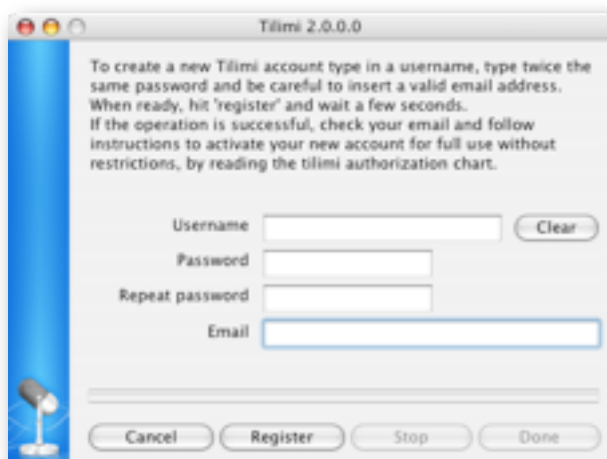 Tilimi 2.0.0.0
To create a new Tilimi account type in a username, type twice the
same password and be careful to insert a valid email address.
When ready, hit 'register' and wait a few seconds.
If the operation is successful, check your email and follow
instructions to activate your new account for full use without
restrictions, by reading the tilimi authorization chart.
Username Clear
Password
Repeat password
Email
Cancel Register Stop Done